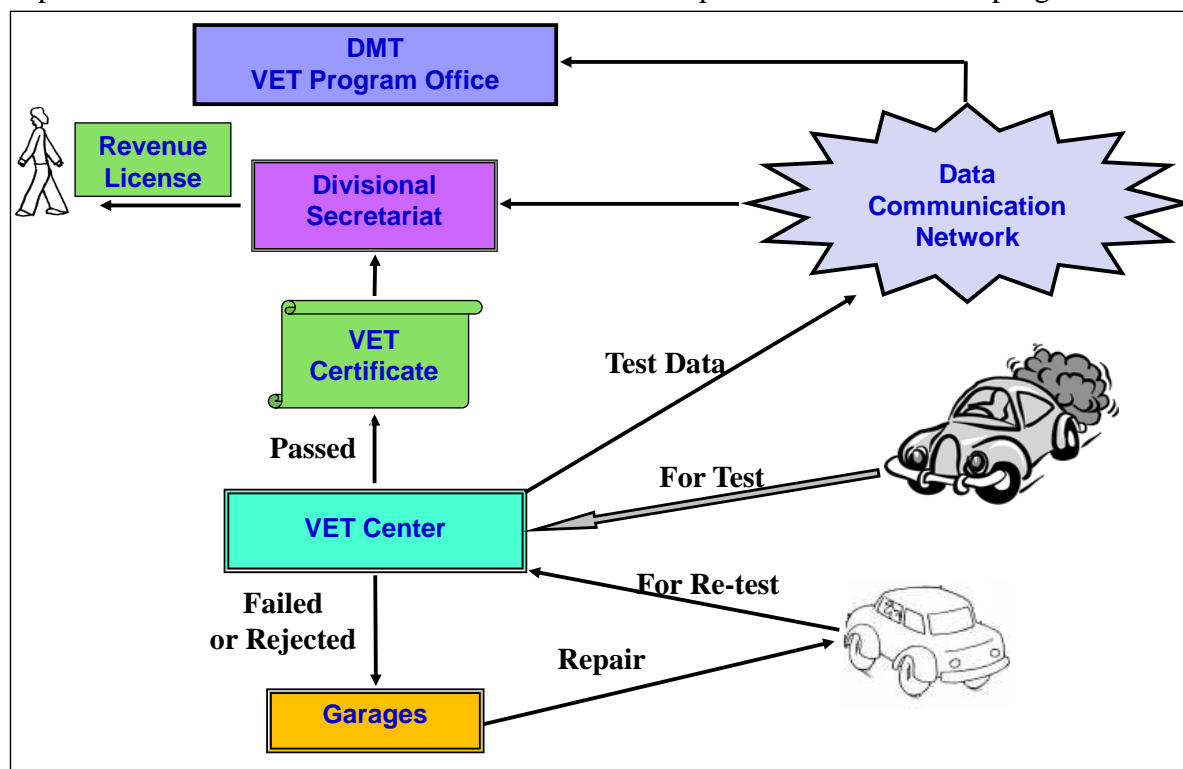 DMT
VET Program Office
Revenue
License
Divisional
Secretariat
Data
Communication
Network
VET
Certificate
Test Data
Passed
For Test
VET Center
For Re-test
Failed
or Rejected
Repair
Garages